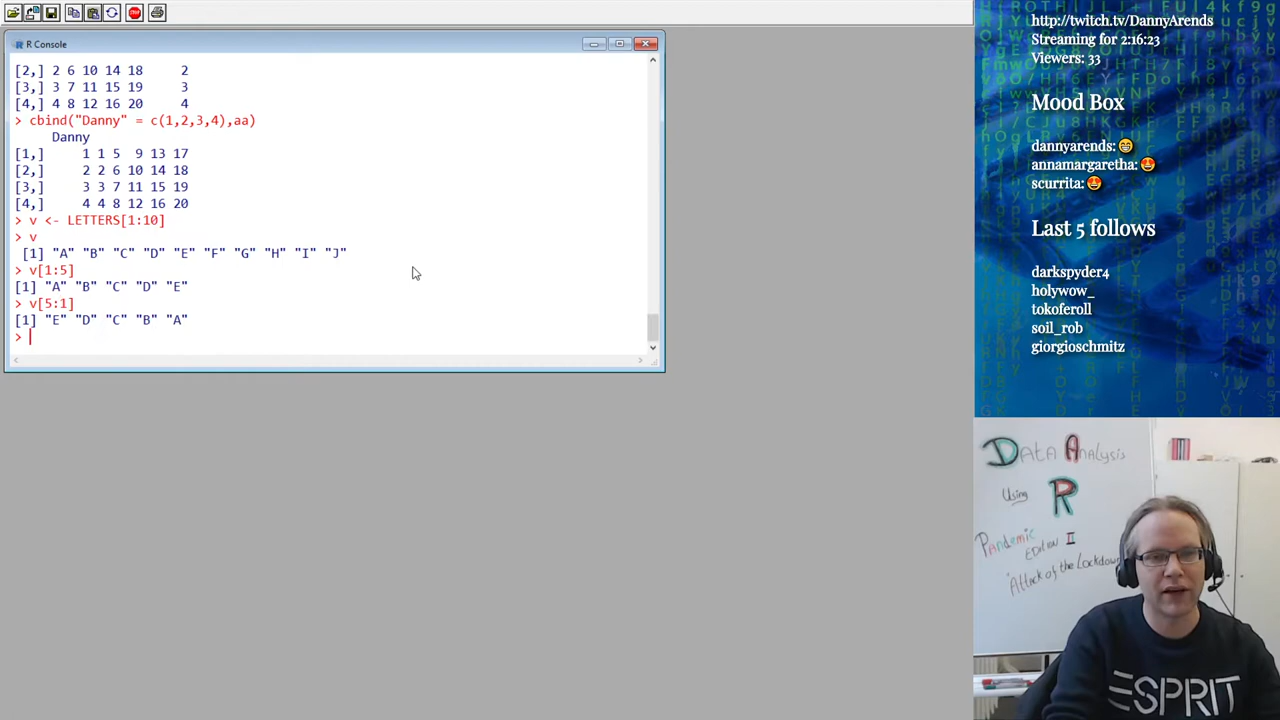 R Console
[2,] 2 6 10 14 18 2
[3,] 3 7 11 15 19 3
[4,] 4 8 12 16 20 4
> cbind("Danny" = c(1,2,3,4),aa)
Danny
[1,] 1 1 5 9 13 17
[2,] 2 2 6 10 14 18
[3,] 3 3 7 11 15 19
[4,] 4 4 8 12 16 20
> v <- LETTERS[1:10]
> v
[1] "A" "B" "C" "D" "E" "F" "G" "H" "I" "J"
> v[1:5]
[1] "A" "B" "C" "D" "E"
> v[5:1]
[1] "E" "D" "C" "B" "A"
>
http://twitch.tv/DannyArends
Streaming for 2:16:23
Viewers: 33
Mood Box
dannyarends: 😁
annamargaretha: 😍
scurrita: 😍
Last 5 follows
darkspyder4
holywow_
tokoferoll
soil_rob
giorgioschmitz
Data Analysis
Using R
Pandemic
Edition II
"Attack of the Lockdown
ESPRIT